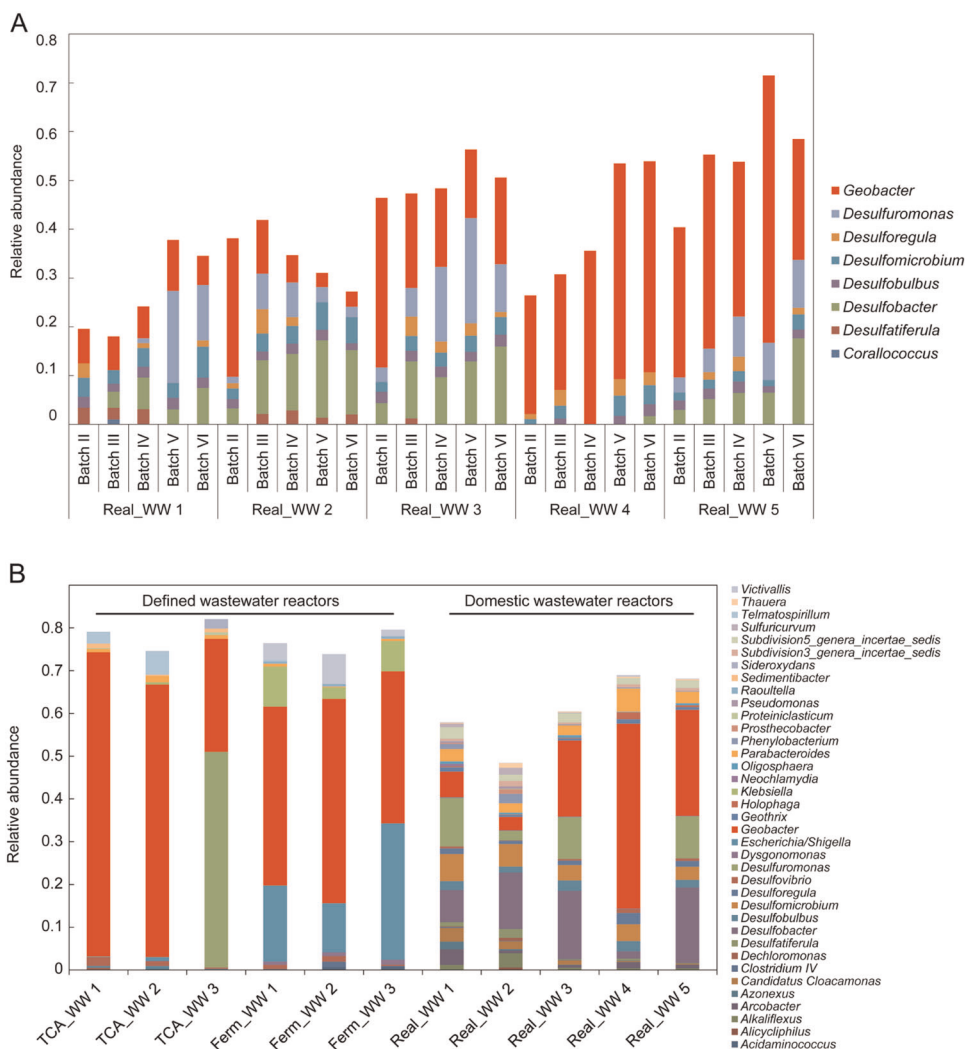 A
0.8
0.7
0.6
0.5
0.4
0.3
0.2
0.1
0
Relative abundance
Geobacter
Desulfuromonas
Desulforegula
Desulfomicrobium
Desulfobulbus
Desulfobacter
Desulfatiferula
Corallococcus
Batch II
Batch III
Batch IV
Batch V
Batch VI
Batch II
Batch III
Batch IV
Batch V
Batch VI
Batch II
Batch III
Batch IV
Batch V
Batch VI
Batch II
Batch III
Batch IV
Batch V
Batch VI
Batch II
Batch III
Batch IV
Batch V
Batch VI
Real_WW 1
Real_WW 2
Real_WW 3
Real_WW 4
Real_WW 5
B
Defined wastewater reactors
Domestic wastewater reactors
0.8
0.7
0.6
0.5
0.4
0.3
0.2
0.1
0
Relative abundance
Victivallis
Thauera
Telmatospirillum
Sulfuricurvum
Subdivision5_genera_incertae_sedis
Subdivision3_genera_incertae_sedis
Sideroxydans
Sedimentibacter
Raoultella
Pseudomonas
Proteiniclasticum
Prosthecobacter
Phenylobacterium
Parabacteroides
Oligosphaera
Neochlamydia
Klebsiella
Holophaga
Geothrix
Geobacter
Escherichia/Shigella
Dysgonomonas
Desulfuromonas
Desulfovibrio
Desulforegula
Desulfomicrobium
Desulfobulbus
Desulfobacter
Desulfatiferula
Dechloromonas
Clostridium IV
Candidatus Cloacamonas
Azonexus
Arcobacter
Alkaliflexus
Alicycliphilus
Acidaminococcus
TCA_WW 1
TCA_WW 2
TCA_WW 3
Ferm_WW 1
Ferm_WW 2
Ferm_WW 3
Real_WW 1
Real_WW 2
Real_WW 3
Real_WW 4
Real_WW 5